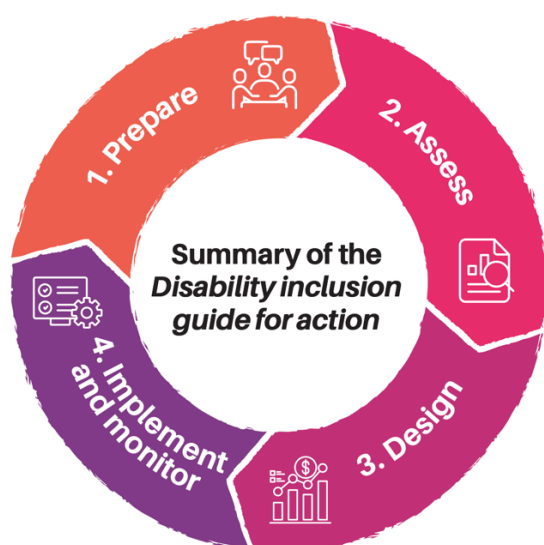 1. Prepare
2. Assess
Summary of the
Disability inclusion
guide for action
4. Implement
and monitor
3. Design
$